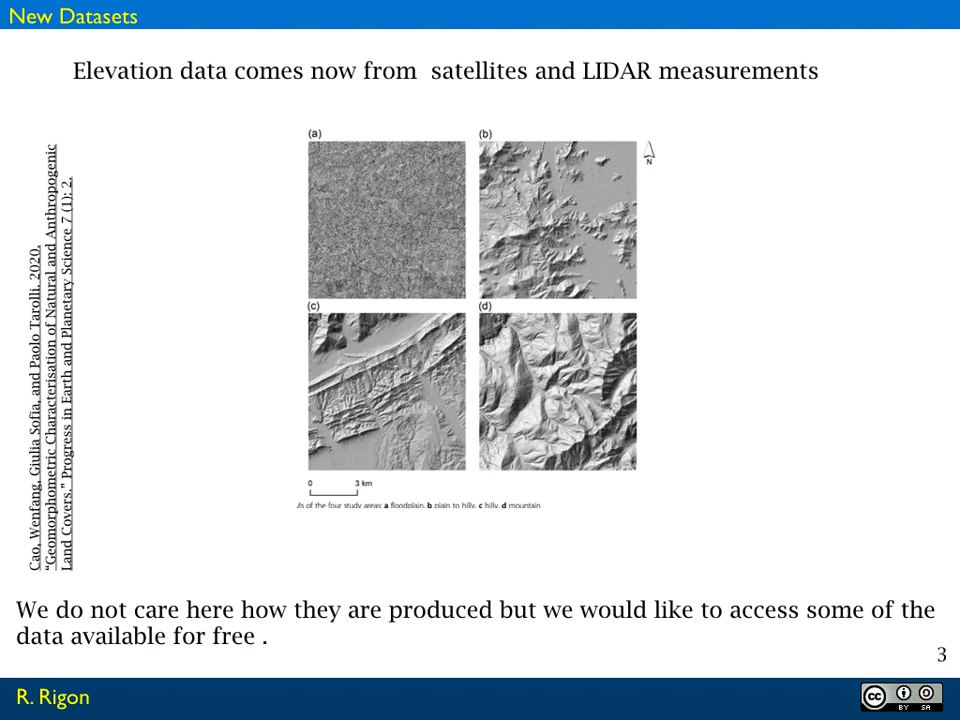 New Datasets
Elevation data comes now from satellites and LIDAR measurements
Cao, Wenfang, Giulia Sofia, and Paolo Tarolli. 2020.
“Geomorphometric Characterisation of Natural and Anthropogenic
Land Covers.” Progress in Earth and Planetary Science 7 (1): 2.
(a)
(b)
N
(c)
(d)
0 3 km
of the four study areas: a floodplain, b plain to hilly, c hilly, d mountain
We do not care here how they are produced but we would like to access some of the
data available for free .
3
R. Rigon
cc
BY SA